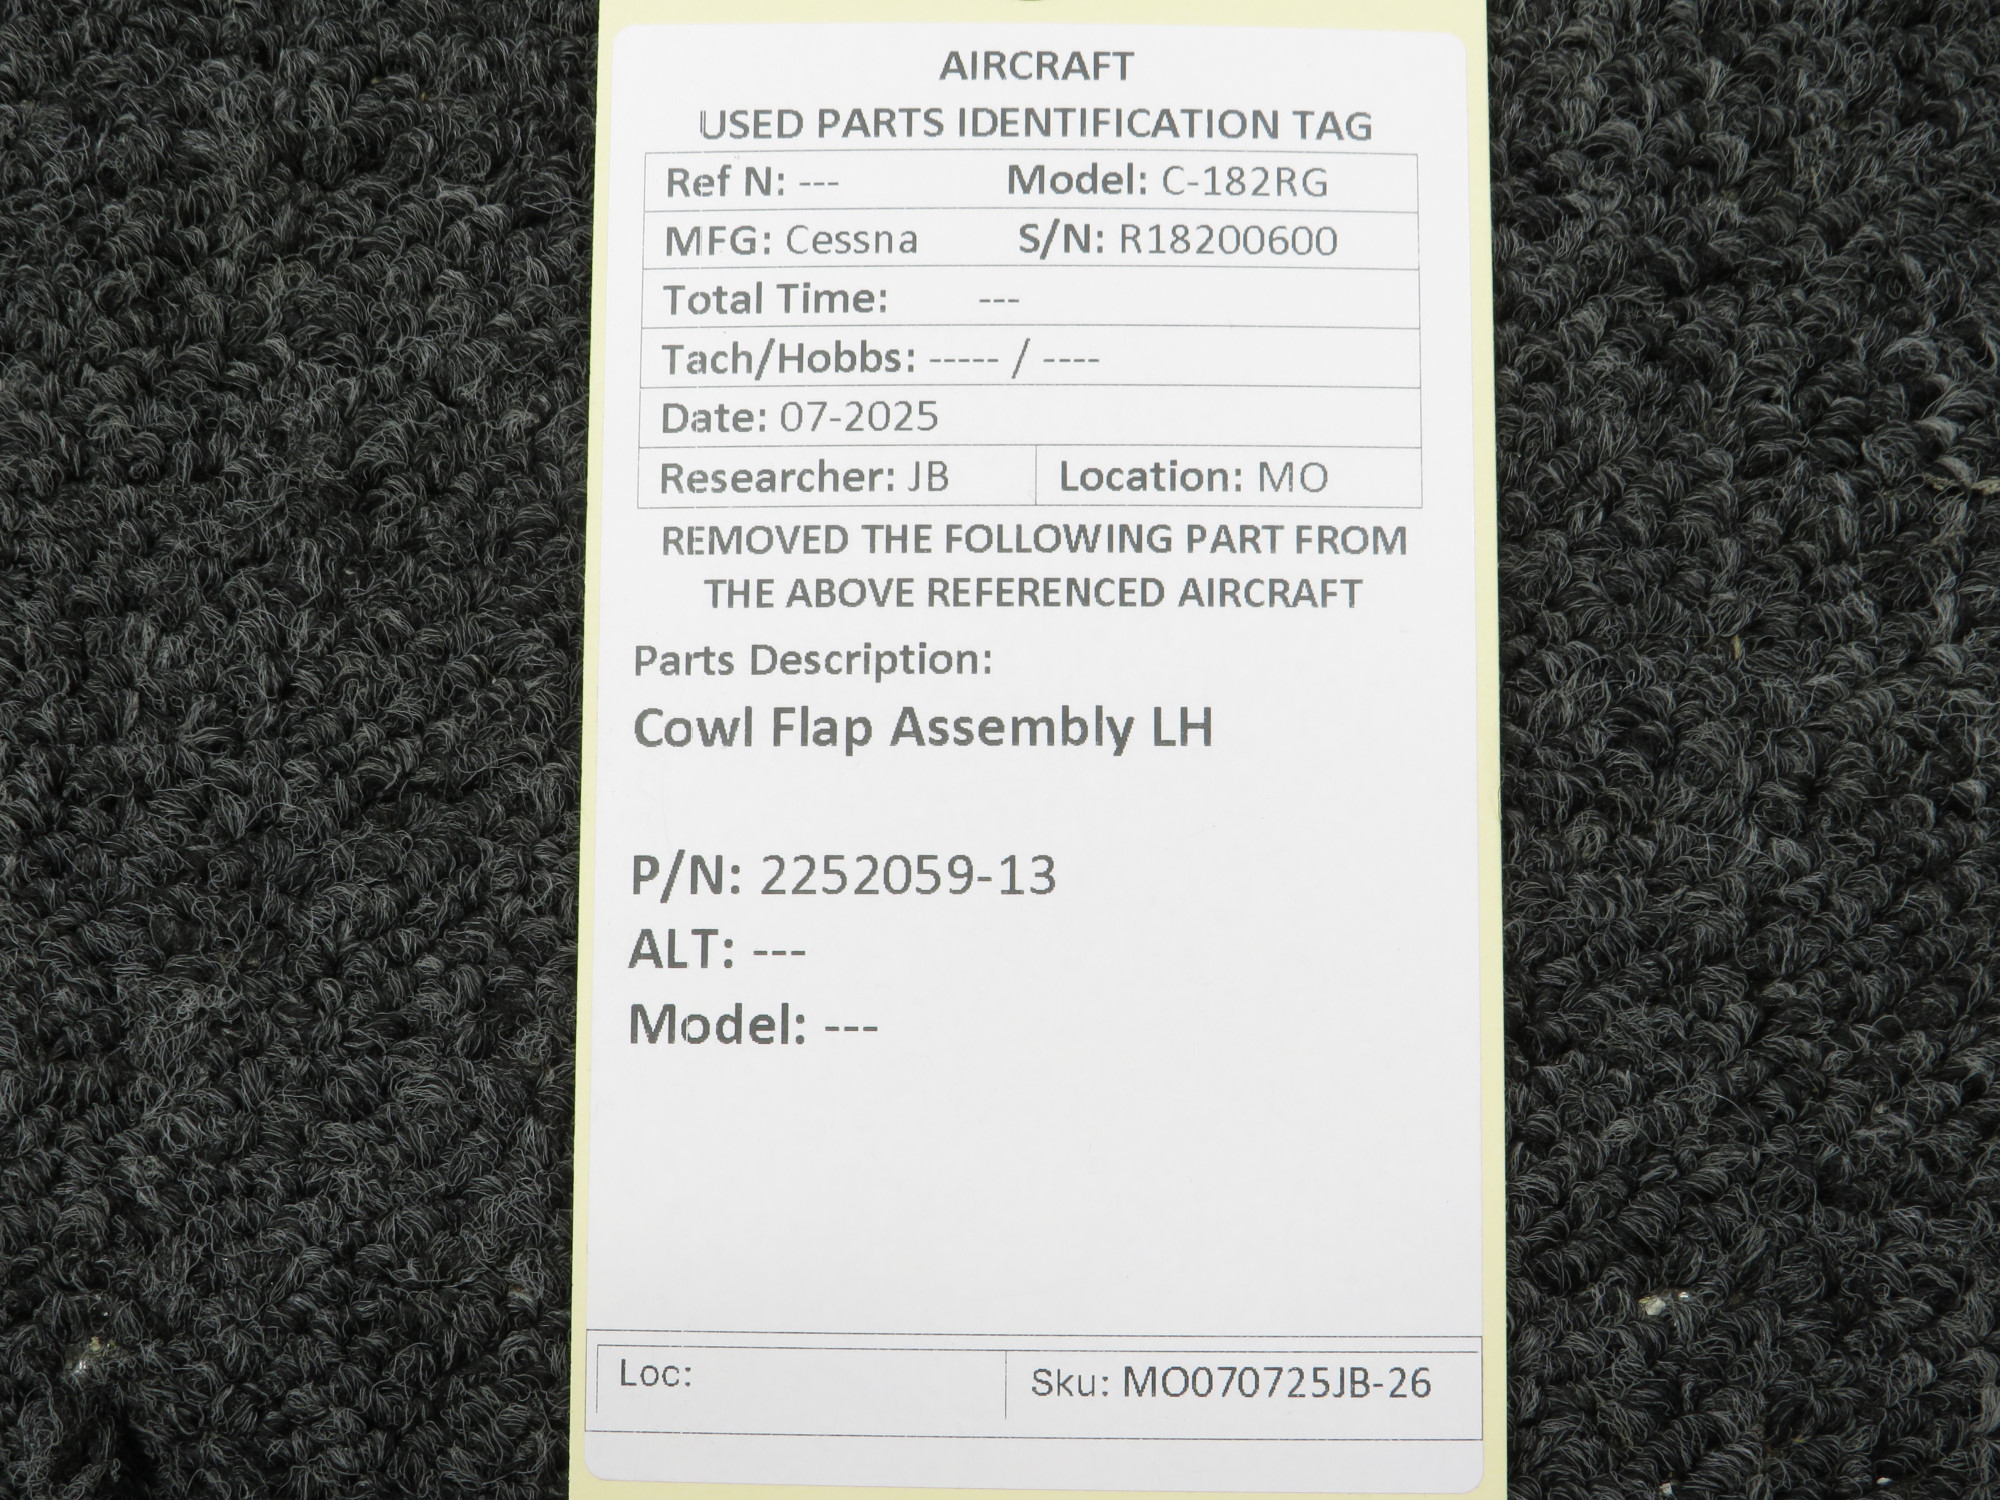 AIRCRAFT
USED PARTS IDENTIFICATION TAG
Ref N: --- Model: C-182RG
MFG: Cessna S/N: R18200600
Total Time: ---
Tach/Hobbs: ----- / ----
Date: 07-2025
Researcher: JB Location: MO
REMOVED THE FOLLOWING PART FROM
THE ABOVE REFERENCED AIRCRAFT
Parts Description:
Cowl Flap Assembly LH
P/N: 2252059-13
ALT: ---
Model: ---
Loc: Sku: MO070725JB-26